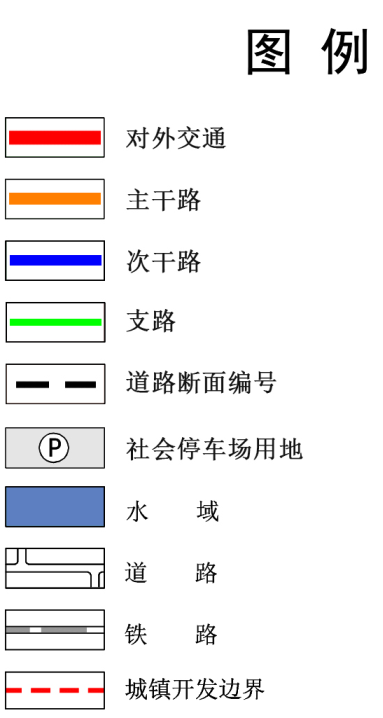 图 例
对外交通
主干路
次干路
支路
道路断面编号
P 社会停车场用地
水 域
道 路
铁 路
城镇开发边界